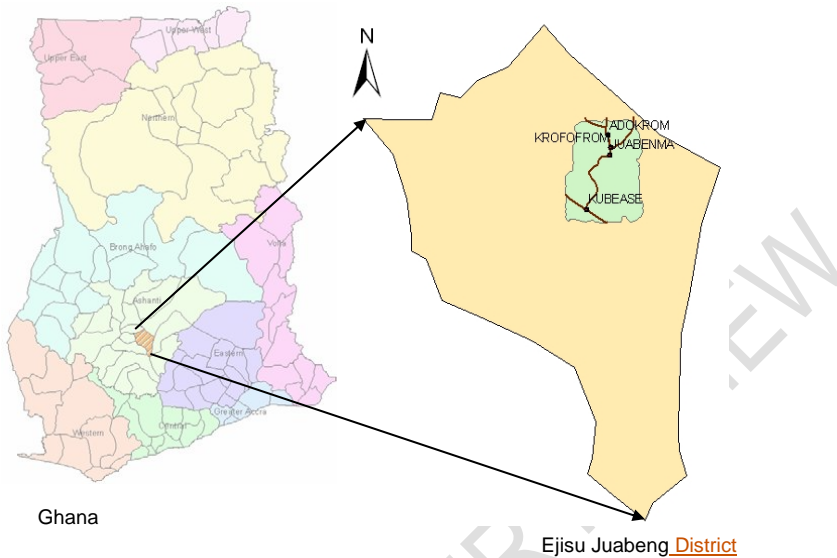 Upper West
Upper East
Northern
Brong Ahafo
Volta
Ashanti
Eastern
Greater Accra
Central
Western
Ghana
N
ADOKROM
KROFOFROM
JUABENMA
KUBEASE
Ejisu Juabeng District